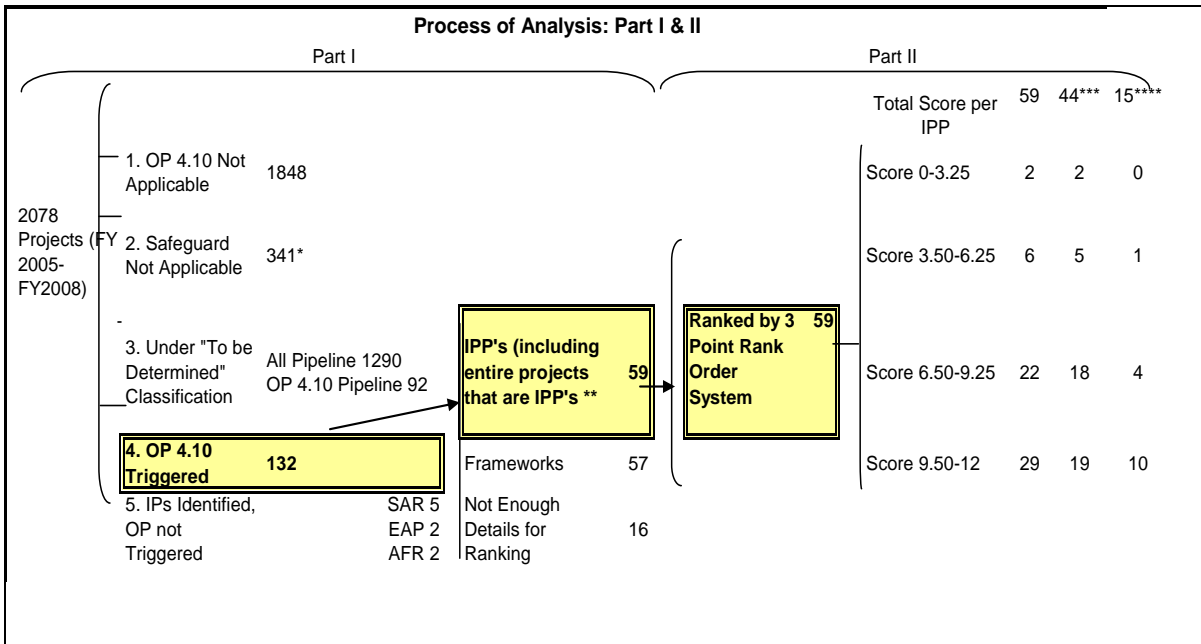 Process of Analysis: Part I & II
Part I
Part II
Total Score per
IPP
59 44*** 15****
1. OP 4.10 Not
Applicable
1848
Score 0-3.25 2 2 0
2078
Projects (FY
2005-
FY2008)
2. Safeguard
Not Applicable
341*
Score 3.50-6.25 6 5 1
-
3. Under "To be
Determined"
Classification
All Pipeline 1290
OP 4.10 Pipeline 92
IPP's (including
entire projects
that are IPP's **
59
Ranked by 3 59
Point Rank
Order
System
Score 6.50-9.25 22 18 4
4. OP 4.10
Triggered
132
Frameworks 57
Score 9.50-12 29 19 10
5. IPs Identified,
OP not
Triggered
SAR 5
EAP 2
AFR 2
Not Enough
Details for
Ranking
16